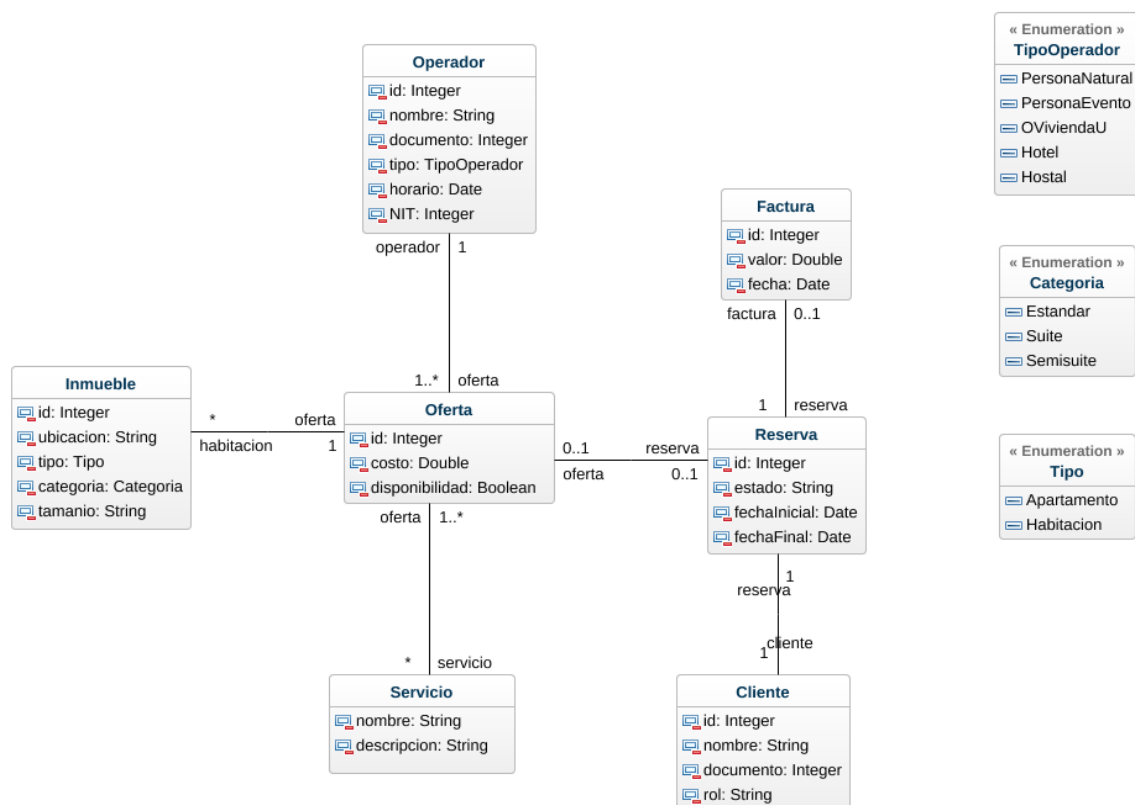 Operador
id: Integer
nombre: String
documento: Integer
tipo: TipoOperador
horario: Date
NIT: Integer
operador 1
1..* oferta
Inmueble
id: Integer
ubicacion: String
tipo: Tipo
categoria: Categoria
tamanio: String
* oferta
habitacion 1
Oferta
id: Integer
costo: Double
disponibilidad: Boolean
0..1 reserva
oferta 0..1
oferta 1..*
* servicio
Servicio
nombre: String
descripcion: String
Factura
id: Integer
valor: Double
fecha: Date
factura 0..1
1 reserva
Reserva
id: Integer
estado: String
fechaInicial: Date
fechaFinal: Date
1
reserva
cliente
1
Cliente
id: Integer
nombre: String
documento: Integer
rol: String
« Enumeration »
TipoOperador
PersonaNatural
PersonaEvento
OViviendaU
Hotel
Hostal
« Enumeration »
Categoria
Estandar
Suite
Semisuite
« Enumeration »
Tipo
Apartamento
Habitacion